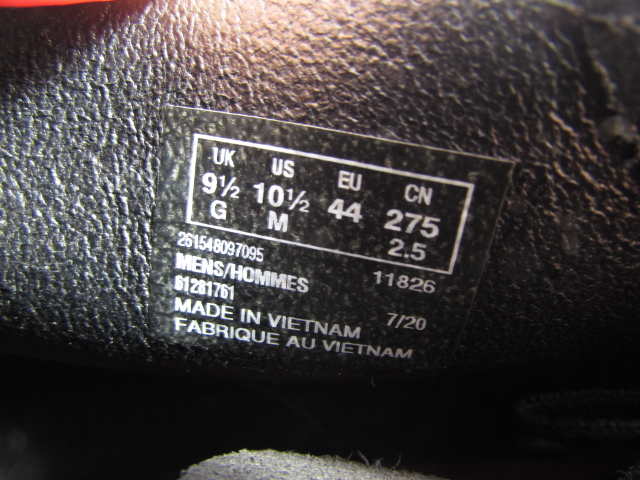 UK US EU CN
9½ 10½ 44 275
G M 2.5
261548097095
MENS/HOMMES 11826
61281761
MADE IN VIETNAM 7/20
FABRIQUE AU VIETNAM